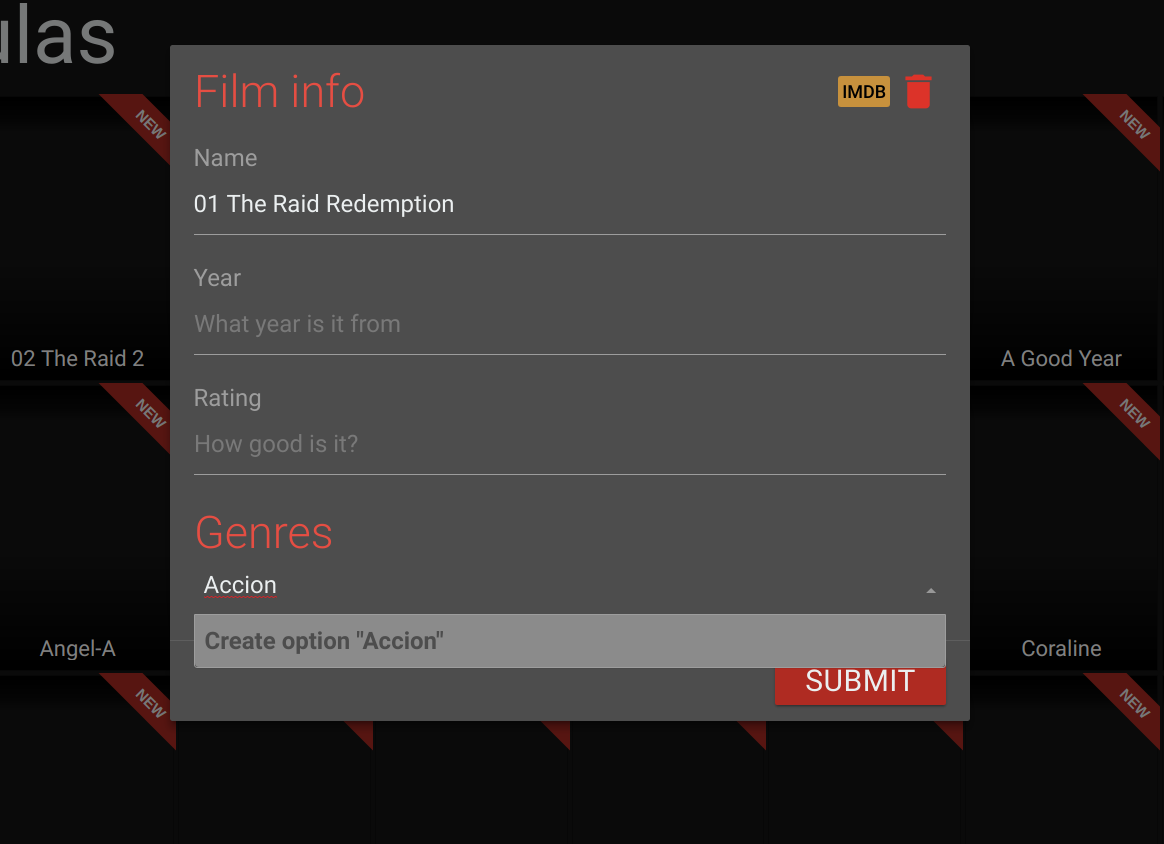 ulas
Film info
IMDB
NEW
NEW
Name
01 The Raid Redemption
Year
What year is it from
02 The Raid 2
A Good Year
Rating
NEW
NEW
How good is it?
Genres
Accion
Create option "Accion"
Angel-A
Coraline
SUBMIT
NEW
NEW